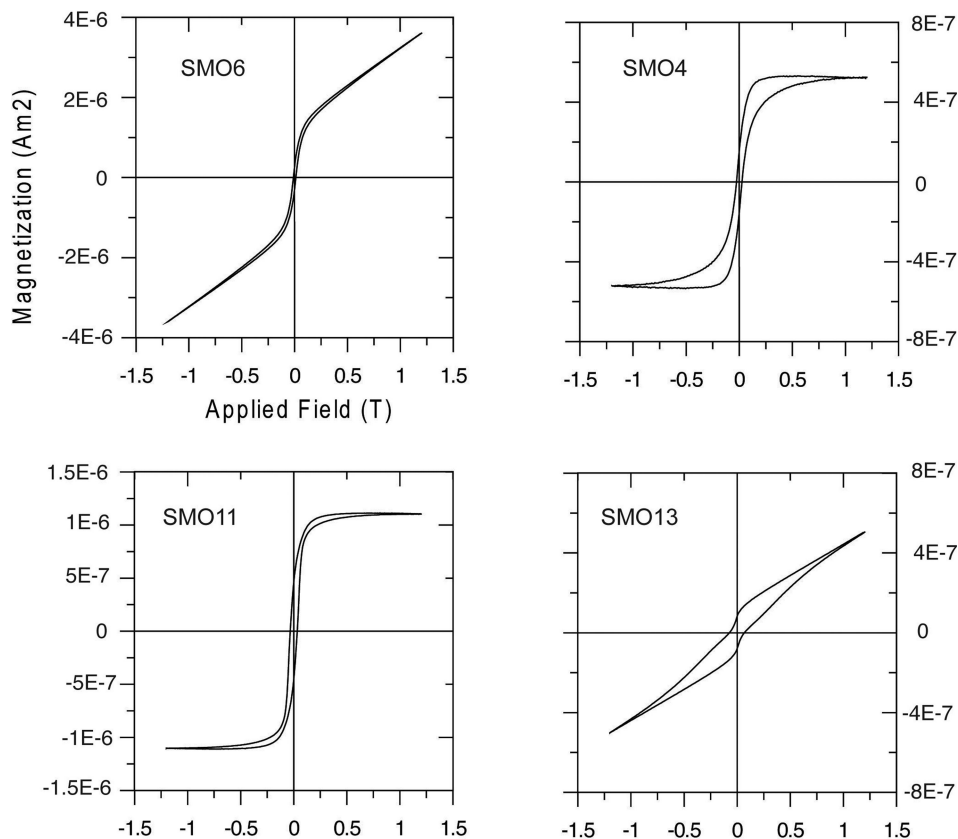 4E-6
SMO6
2E-6
0
-2E-6
-4E-6
Magnetization (Am2)
-1.5 -1 -0.5 0 0.5 1 1.5
Applied Field (T)
8E-7
SMO4
4E-7
0
-4E-7
-8E-7
-1.5 -1 -0.5 0 0.5 1 1.5
1.5E-6
SMO11
1E-6
5E-7
0
-5E-7
-1E-6
-1.5E-6
-1.5 -1 -0.5 0 0.5 1 1.5
8E-7
SMO13
4E-7
0
-4E-7
-8E-7
-1.5 -1 -0.5 0 0.5 1 1.5